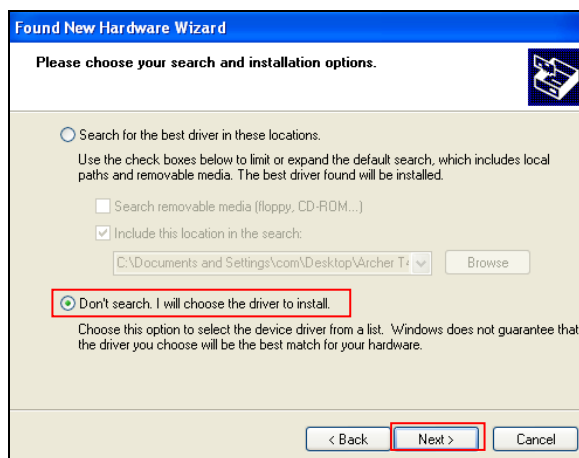 Found New Hardware Wizard
Please choose your search and installation options.
Search for the best driver in these locations.
Use the check boxes below to limit or expand the default search, which includes local
paths and removable media. The best driver found will be installed.
Search removable media (floppy, CD-ROM...)
Include this location in the search:
C:\Documents and Settings\com\Desktop\Archer T4
Browse
Don't search. I will choose the driver to install.
Choose this option to select the device driver from a list. Windows does not guarantee that
the driver you choose will be the best match for your hardware.
< Back Next > Cancel